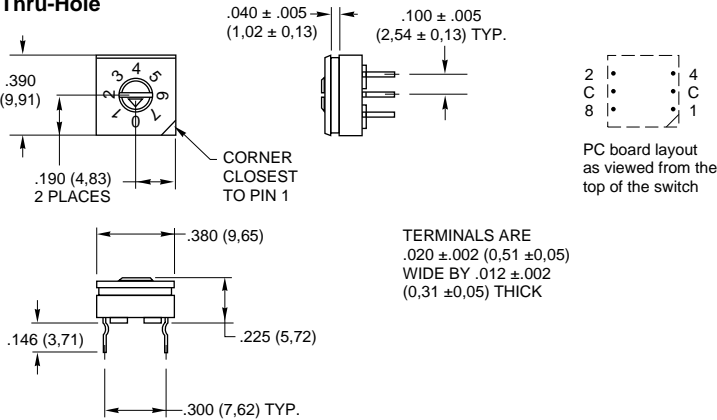 Thru-Hole
.040 ± .005
(1,02 ± 0,13)
.100 ± .005
(2,54 ± 0,13) TYP.
.390
(9,91)
0 1 2 3 4 5 6 7
.190 (4,83)
2 PLACES
CORNER
CLOSEST
TO PIN 1
2 4
C C
8 1
PC board layout
as viewed from the
top of the switch
.380 (9,65)
TERMINALS ARE
.020 ±.002 (0,51 ±0,05)
WIDE BY .012 ±.002
(0,31 ±0,05) THICK
.146 (3,71)
.225 (5,72)
.300 (7,62) TYP.